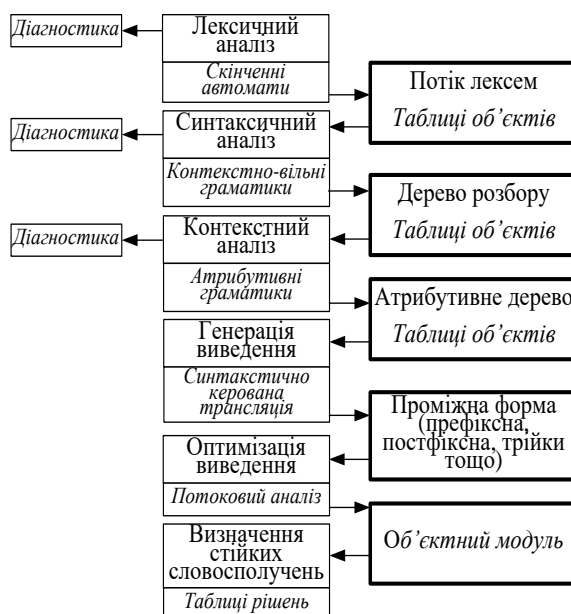 Діагностика
Лексичний
аналіз
Скінченні
автомати
Потік лексем
Таблиці об’єктів
Діагностика
Синтаксичний
аналіз
Контекстно-вільні
граматики
Дерево розбору
Таблиці об’єктів
Діагностика
Контекстний
аналіз
Атрибутивні
граматики
Атрибутивне дерево
Таблиці об’єктів
Генерація
виведення
Синтакстично
керована
трансляція
Проміжна форма
(префіксна,
постфіксна, трійки
тощо)
Оптимізація
виведення
Потоковий аналіз
Об’єктний модуль
Визначення
стійких
словосполучень
Таблиці рішень